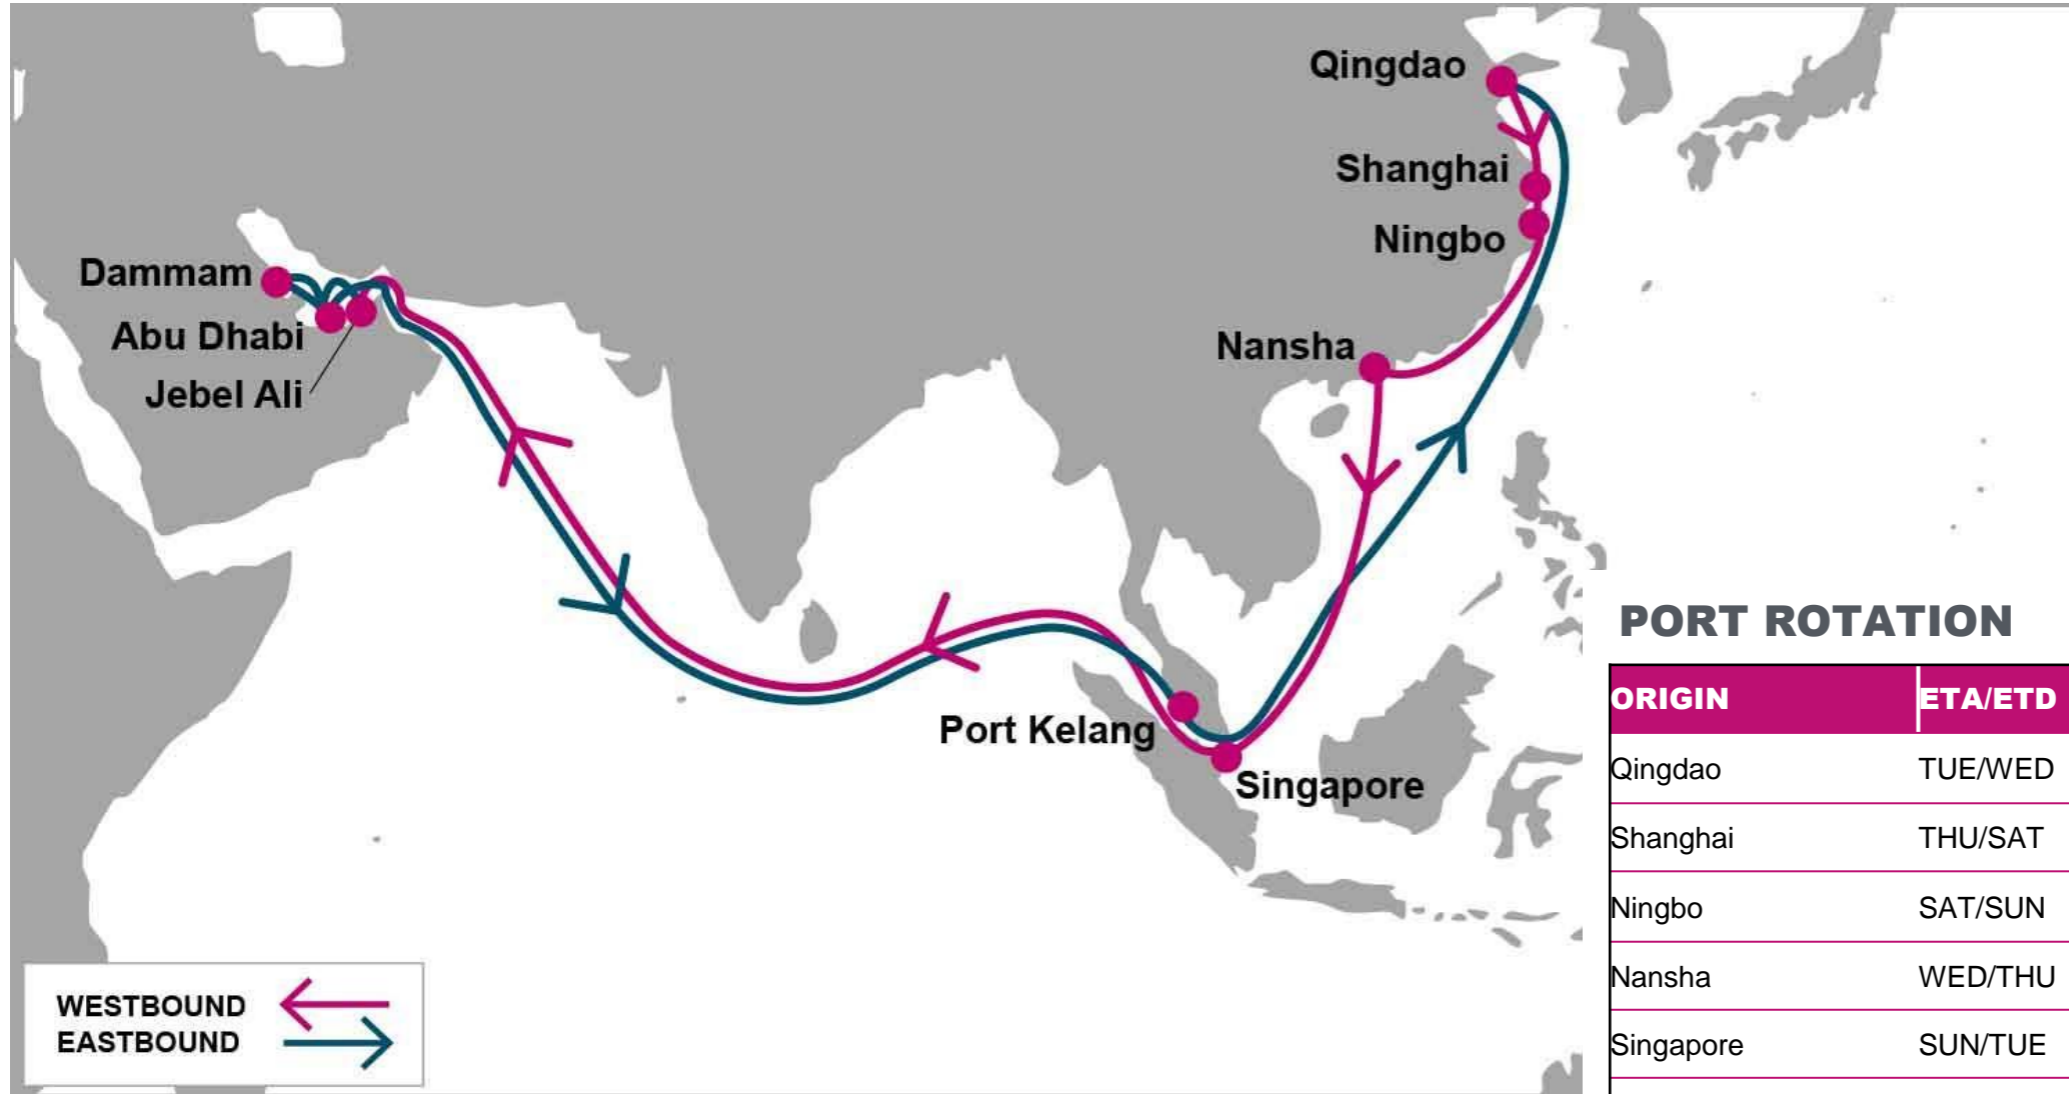 Qingdao
Shanghai
Ningbo
Dammam
Abu Dhabi
Nansha
Jebel Ali
Port Kelang
Singapore
WESTBOUND
EASTBOUND
PORT ROTATION
ORIGIN ETA/ETD
Qingdao TUE/WED
Shanghai THU/SAT
Ningbo SAT/SUN
Nansha WED/THU
Singapore SUN/TUE